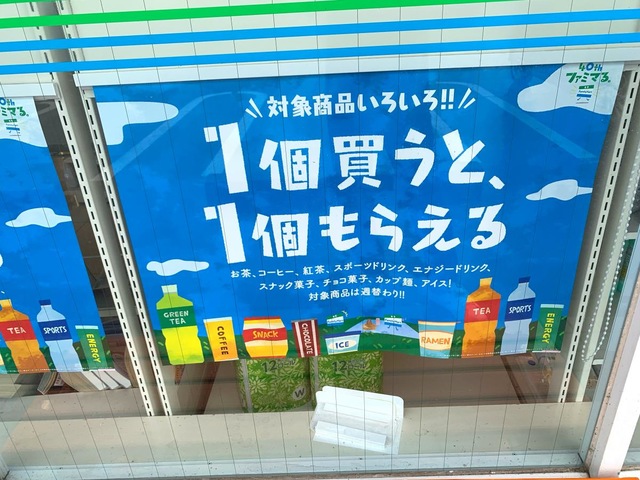 40th
ファミマる。
対象商品いろいろ!!
1個買うと、
1個もらえる
お茶、コーヒー、紅茶、スポーツドリンク、エナジードリンク、
スナック菓子、チョコ菓子、カップ麺、アイス!
対象商品は週替わり!!
GREEN TEA
COFFEE
SNACK
CHOCOLATE
ICE
RAMEN
TEA
SPORTS
ENERGY
TEA
SPORTS
ENERGY
12
W
12